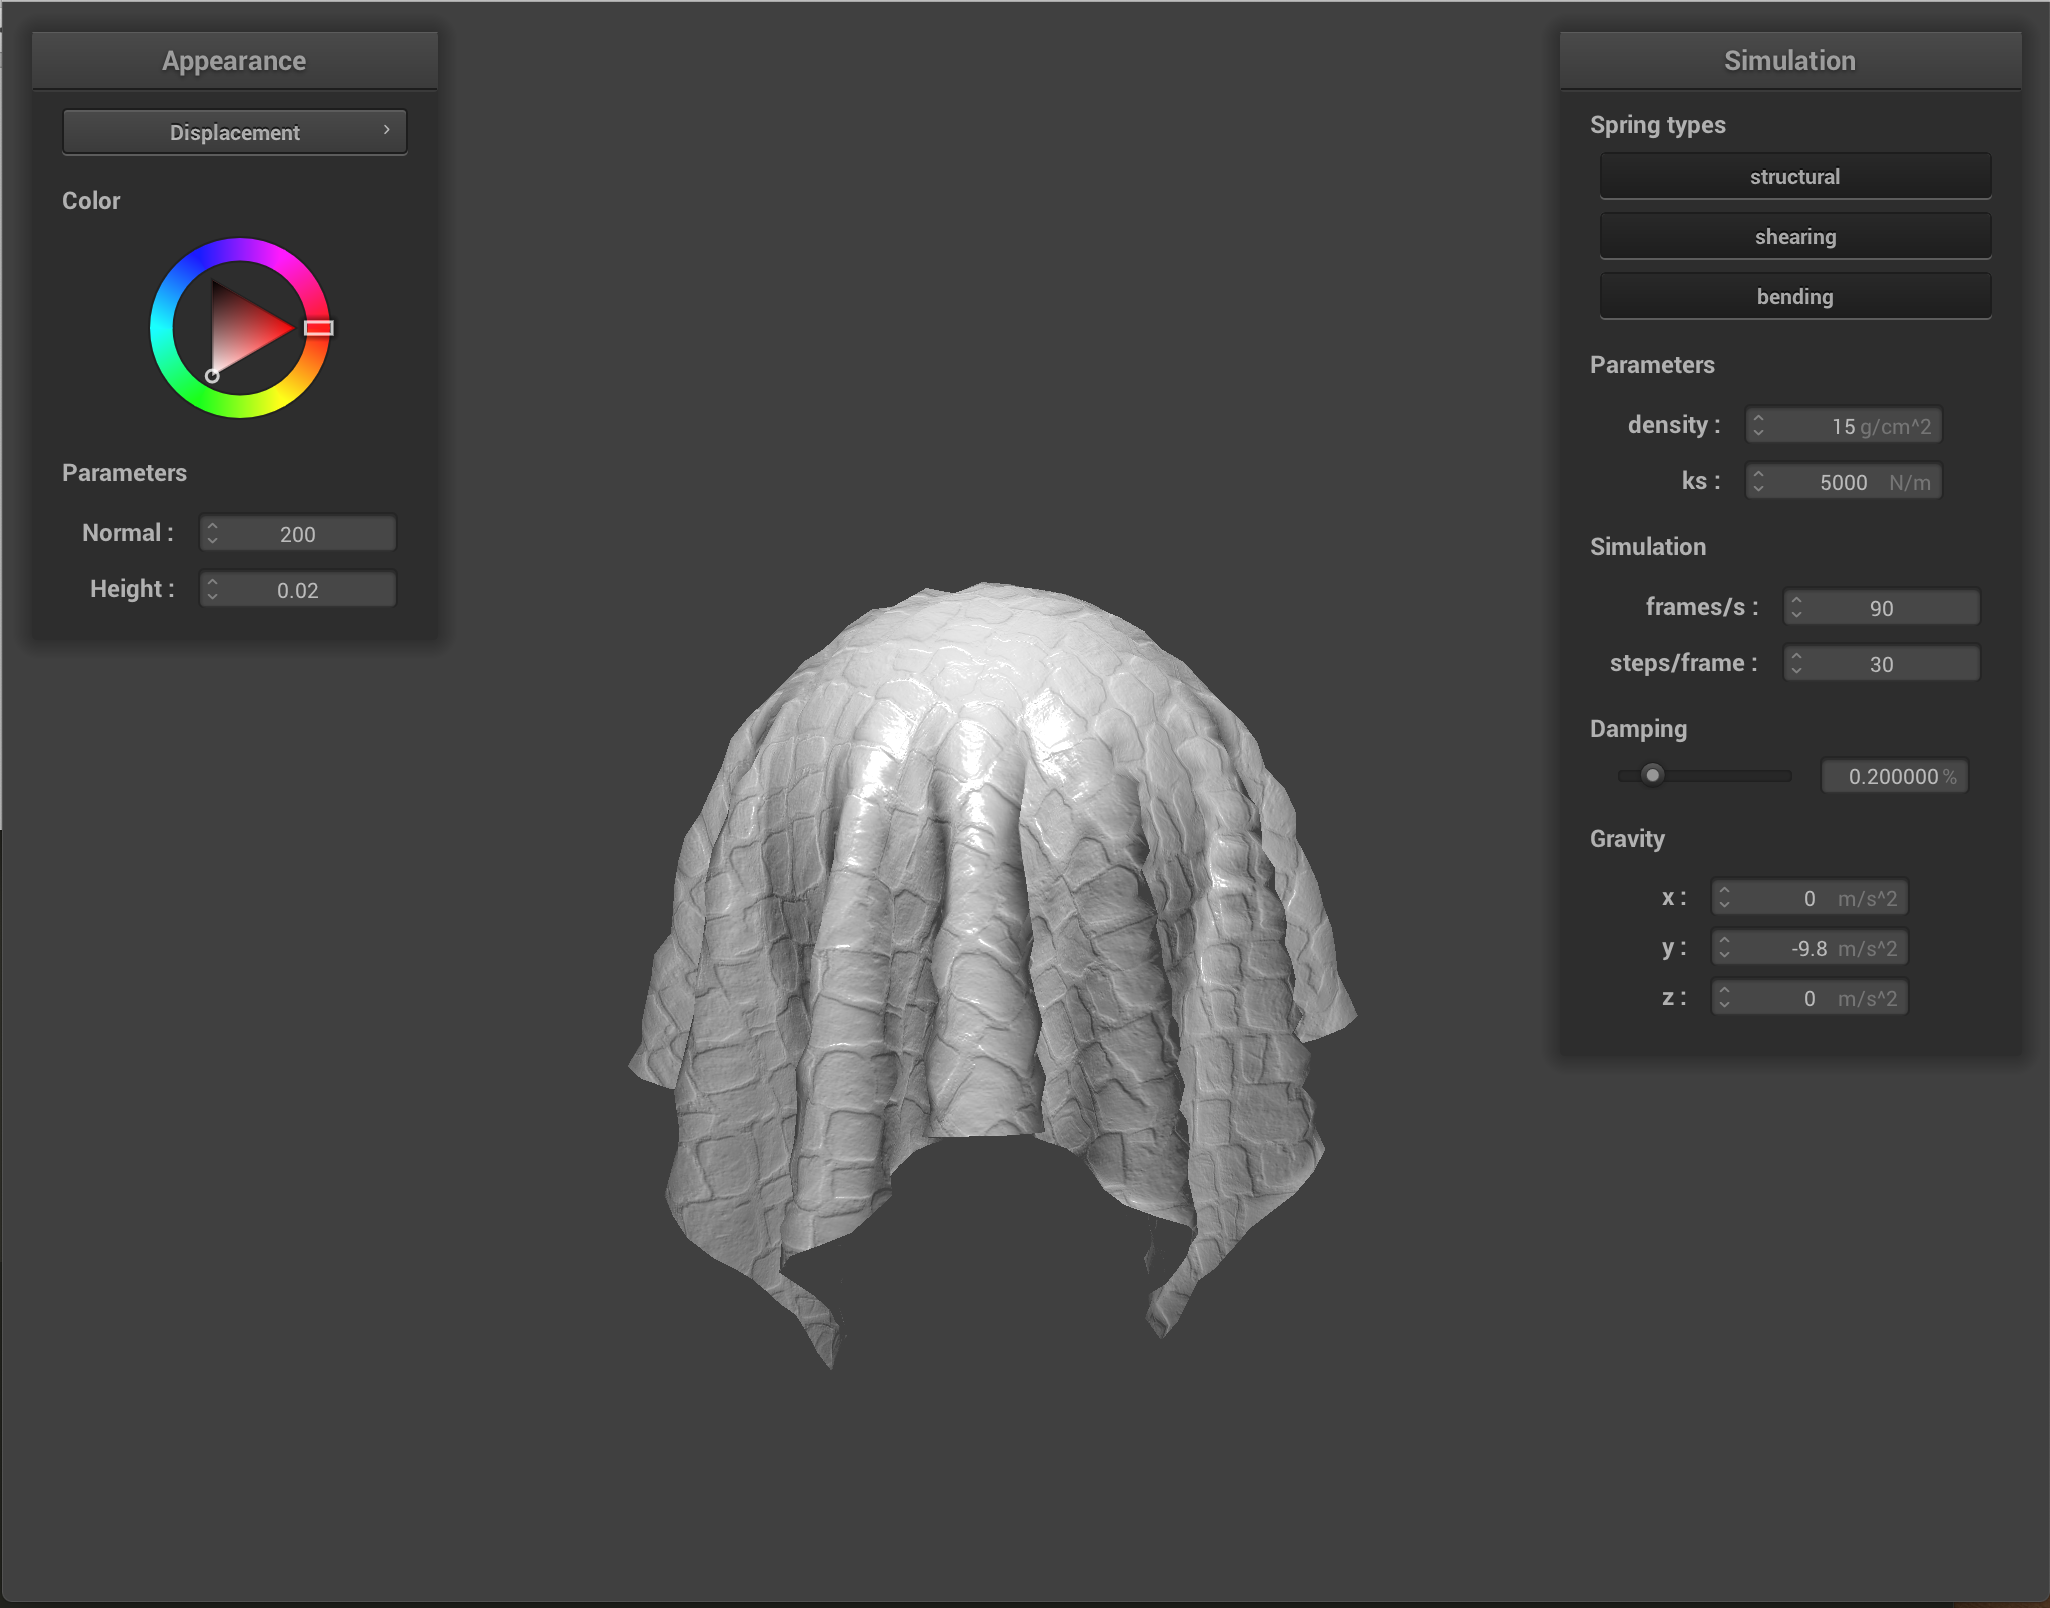 Appearance
Displacement
Color
Parameters
Normal : 200
Height : 0.02
Simulation
Spring types
structural
shearing
bending
Parameters
density : 15 g/cm^2
ks : 5000 N/m
Simulation
frames/s : 90
steps/frame : 30
Damping
0.200000 %
Gravity
x : 0 m/s^2
y : -9.8 m/s^2
z : 0 m/s^2